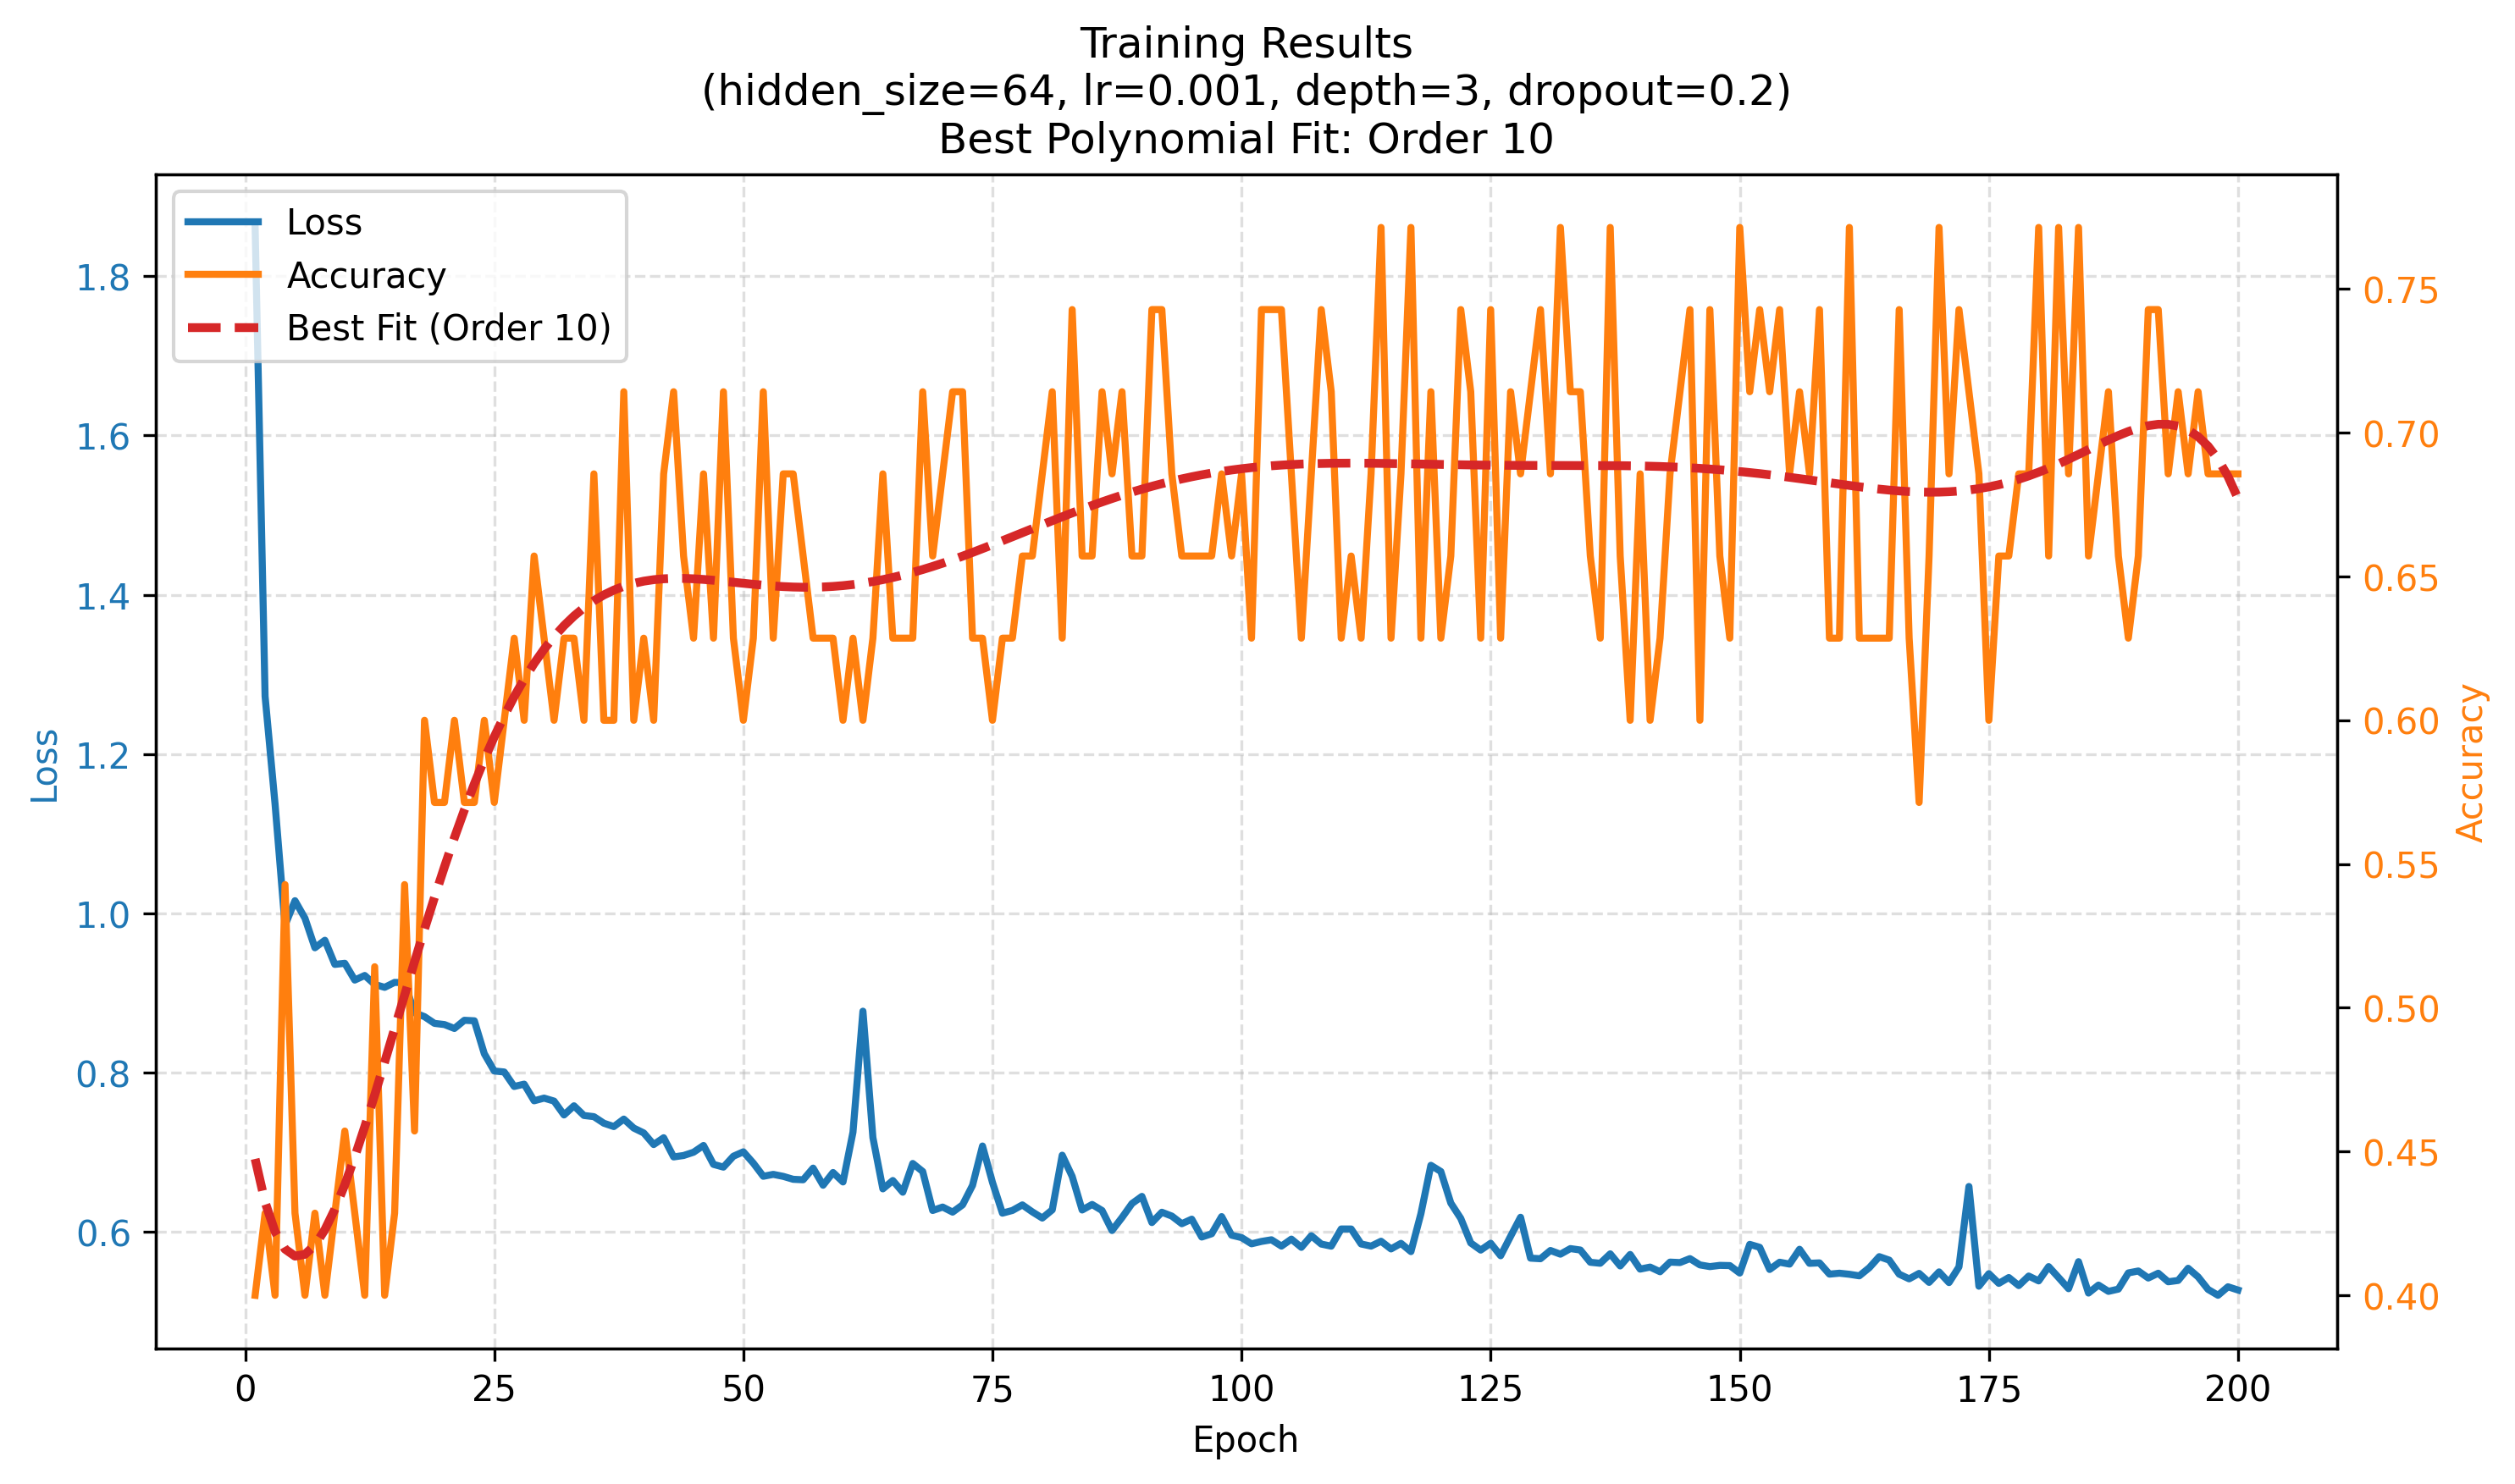 Training Results
(hidden_size=64, lr=0.001, depth=3, dropout=0.2)
Best Polynomial Fit: Order 10
Loss
Accuracy
Best Fit (Order 10)
1.8
1.6
1.4
1.2
1.0
0.8
0.6
Loss
0.75
0.70
0.65
0.60
0.55
0.50
0.45
0.40
Accuracy
0
25
50
75
100
125
150
175
200
Epoch